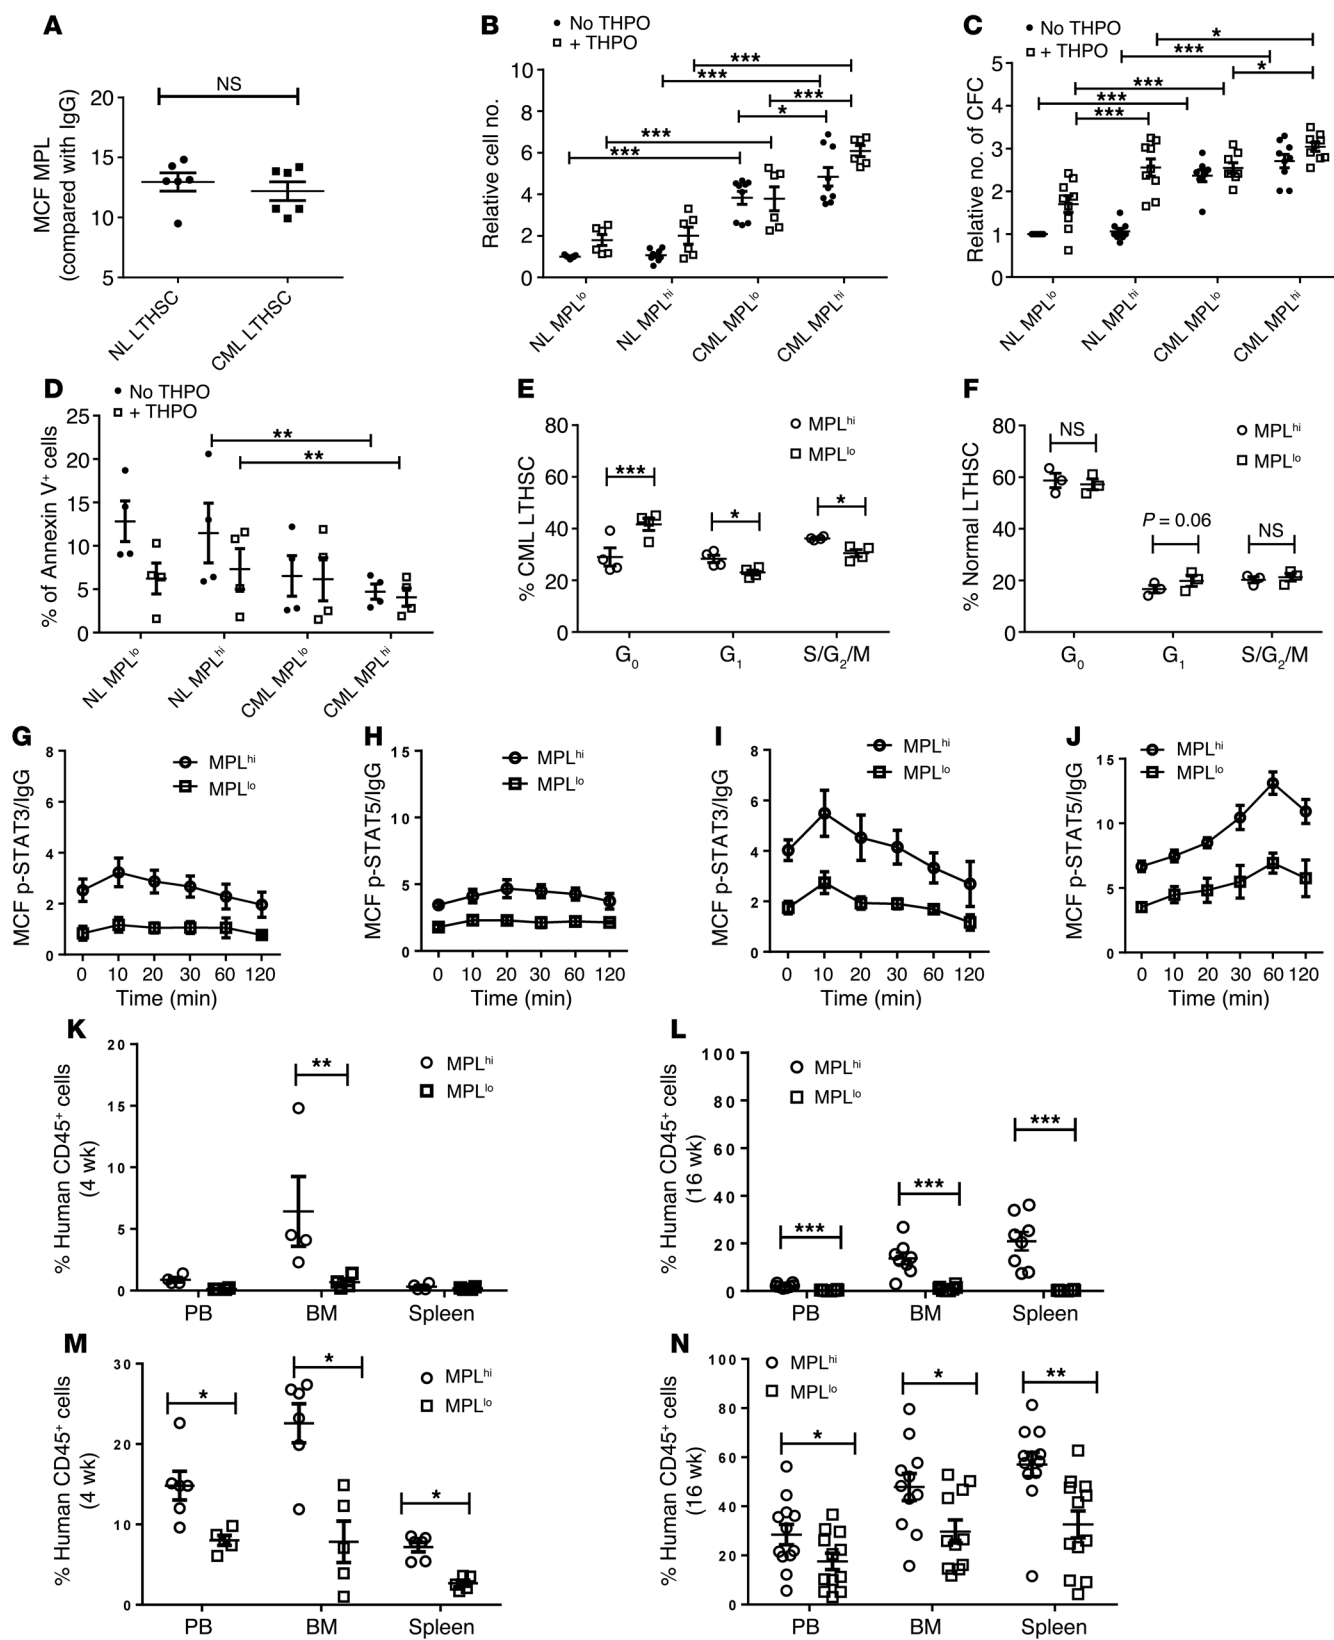 A
MCF MPL
(compared with IgG)
NS
20
15
10
5
NL LTHSC
CML LTHSC
B
● No THPO
□ + THPO
Relative cell no.
*** 
***
***
*
***
***
10
8
6
4
2
0
NL MPLlo
NL MPLhi
CML MPLlo
CML MPLhi
C
● No THPO
□ + THPO
Relative no. of CFC
*
***
*
***
***
***
5
4
3
2
1
0
NL MPLlo
NL MPLhi
CML MPLlo
CML MPLhi
D
● No THPO
□ + THPO
% of Annexin V+ cells
**
**
25
20
15
10
5
0
NL MPLlo
NL MPLhi
CML MPLlo
CML MPLhi
E
% CML LTHSC
MPLhi
MPLlo
***
*
*
80
60
40
20
0
G0 G1 S/G2/M
F
% Normal LTHSC
MPLhi
MPLlo
NS
P = 0.06
NS
80
60
40
20
0
G0 G1 S/G2/M
G
MCF p-STAT3/IgG
MPLhi
MPLlo
8
6
4
2
0
0 10 20 30 60 120
Time (min)
H
MCF p-STAT5/IgG
MPLhi
MPLlo
15
10
5
0
0 10 20 30 60 120
Time (min)
I
MCF p-STAT3/IgG
MPLhi
MPLlo
8
6
4
2
0
0 10 20 30 60 120
Time (min)
J
MCF p-STAT5/IgG
MPLhi
MPLlo
15
10
5
0
0 10 20 30 60 120
Time (min)
K
% Human CD45+ cells
(4 wk)
MPLhi
MPLlo
**
20
15
10
5
0
PB BM Spleen
L
% Human CD45+ cells
(16 wk)
MPLhi
MPLlo
***
***
***
100
80
60
40
20
0
PB BM Spleen
M
% Human CD45+ cells
(4 wk)
MPLhi
MPLlo
*
*
*
30
20
10
0
PB BM Spleen
N
% Human CD45+ cells
(16 wk)
MPLhi
MPLlo
*
*
**
100
80
60
40
20
0
PB BM Spleen